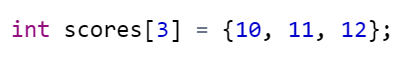 int scores[3] = {10, 11, 12};